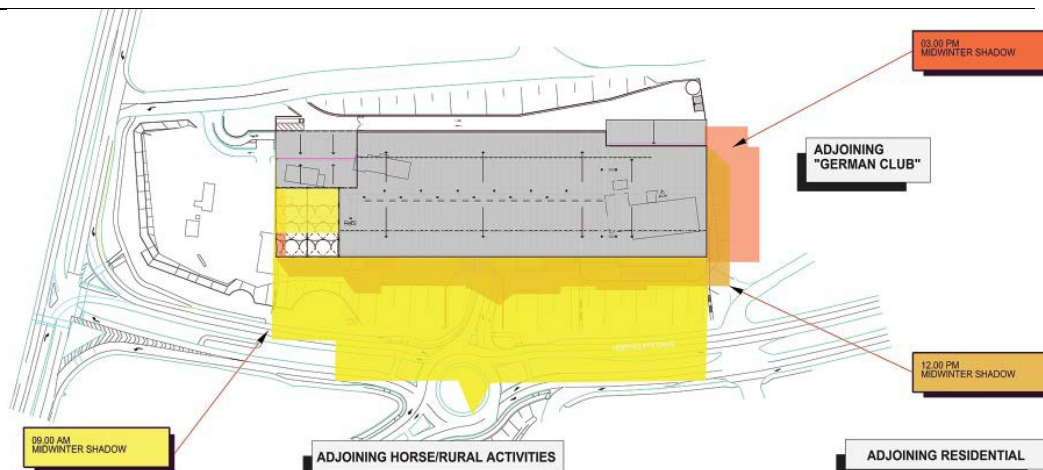 03.00 PM
MIDWINTER SHADOW
ADJOINING
"GERMAN CLUB"
12.00 PM
MIDWINTER SHADOW
09.00 AM
MIDWINTER SHADOW
ADJOINING HORSE/RURAL ACTIVITIES
ADJOINING RESIDENTIAL